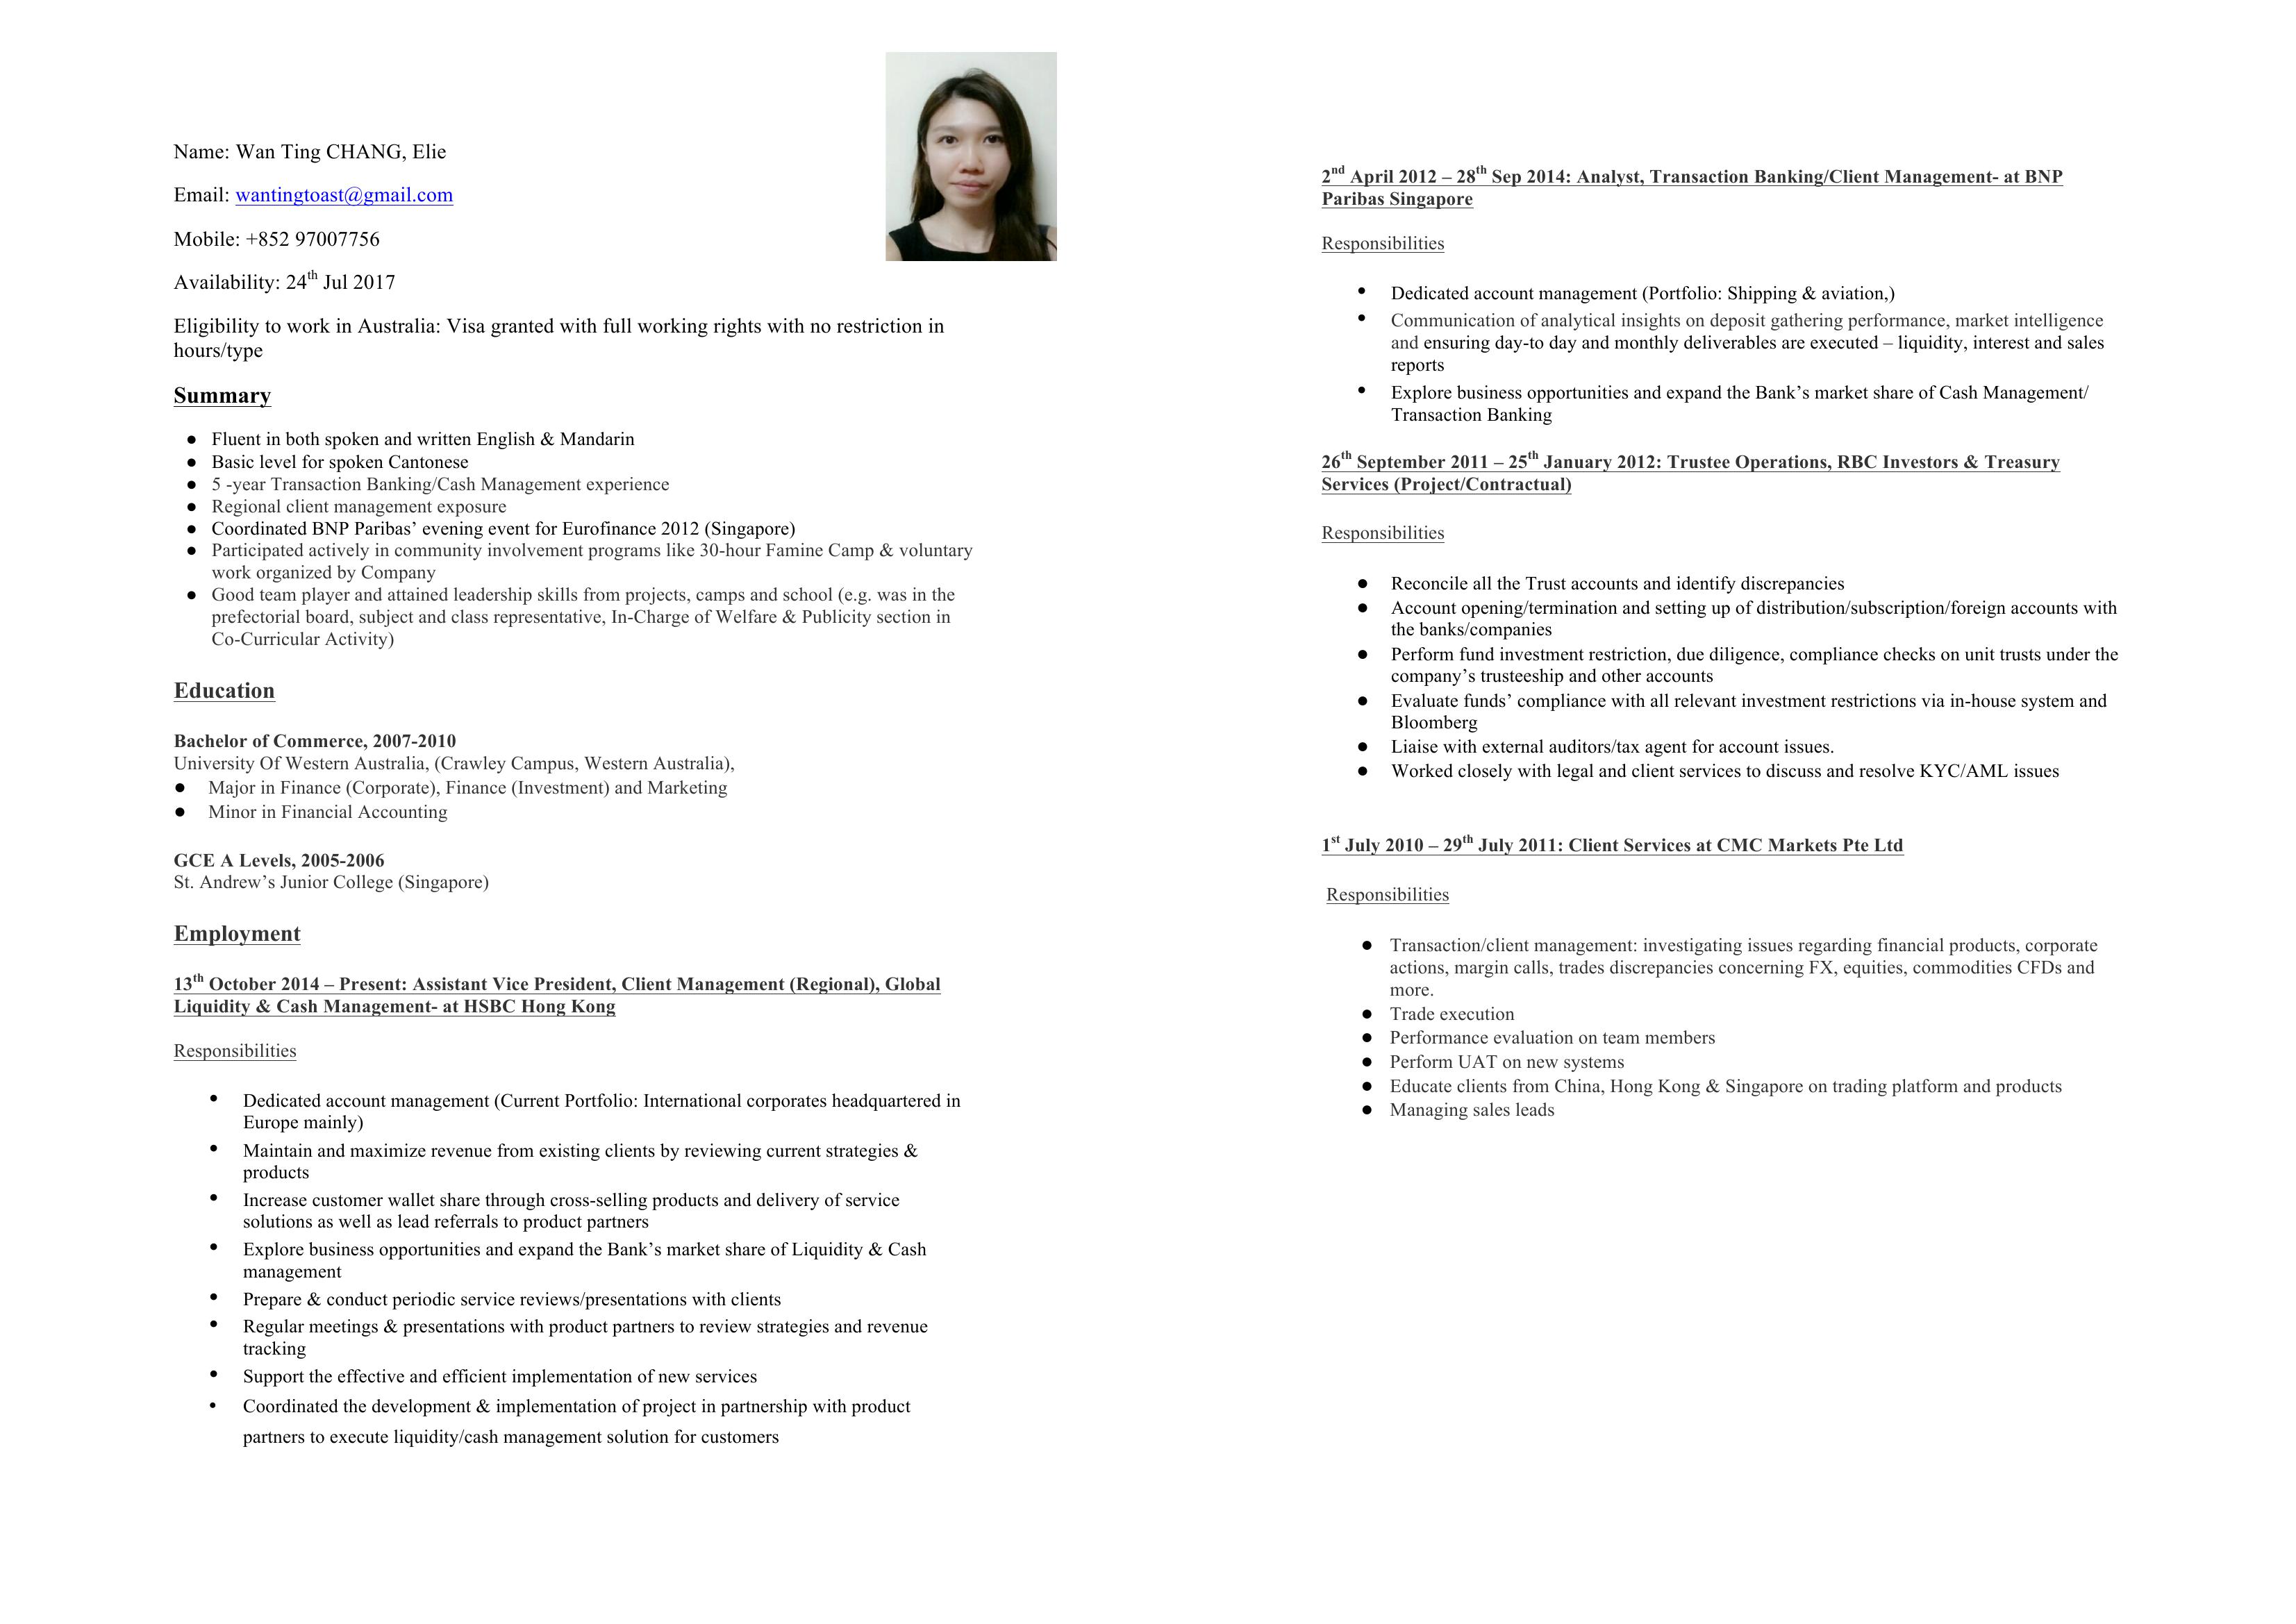 Name: Wan Ting CHANG, Elie
Email: wantingtoast@gmail.com
Mobile: +852 97007756
Availability: 24th Jul 2017
Eligibility to work in Australia: Visa granted with full working rights with no restriction in
hours/type
Summary
● Fluent in both spoken and written English & Mandarin
● Basic level for spoken Cantonese
● 5 -year Transaction Banking/Cash Management experience
● Regional client management exposure
● Coordinated BNP Paribas’ evening event for Eurofinance 2012 (Singapore)
● Participated actively in community involvement programs like 30-hour Famine Camp & voluntary
work organized by Company
● Good team player and attained leadership skills from projects, camps and school (e.g. was in the
prefectorial board, subject and class representative, In-Charge of Welfare & Publicity section in
Co-Curricular Activity)
Education
Bachelor of Commerce, 2007-2010
University Of Western Australia, (Crawley Campus, Western Australia),
● Major in Finance (Corporate), Finance (Investment) and Marketing
● Minor in Financial Accounting
GCE A Levels, 2005-2006
St. Andrew’s Junior College (Singapore)
Employment
13th October 2014 – Present: Assistant Vice President, Client Management (Regional), Global
Liquidity & Cash Management- at HSBC Hong Kong
Responsibilities
• Dedicated account management (Current Portfolio: International corporates headquartered in
Europe mainly)
• Maintain and maximize revenue from existing clients by reviewing current strategies &
products
• Increase customer wallet share through cross-selling products and delivery of service
solutions as well as lead referrals to product partners
• Explore business opportunities and expand the Bank’s market share of Liquidity & Cash
management
• Prepare & conduct periodic service reviews/presentations with clients
• Regular meetings & presentations with product partners to review strategies and revenue
tracking
• Support the effective and efficient implementation of new services
• Coordinated the development & implementation of project in partnership with product
partners to execute liquidity/cash management solution for customers
2nd April 2012 – 28th Sep 2014: Analyst, Transaction Banking/Client Management- at BNP
Paribas Singapore
Responsibilities
• Dedicated account management (Portfolio: Shipping & aviation,)
• Communication of analytical insights on deposit gathering performance, market intelligence
and ensuring day-to day and monthly deliverables are executed – liquidity, interest and sales
reports
• Explore business opportunities and expand the Bank’s market share of Cash Management/
Transaction Banking
26th September 2011 – 25th January 2012: Trustee Operations, RBC Investors & Treasury
Services (Project/Contractual)
Responsibilities
● Reconcile all the Trust accounts and identify discrepancies
● Account opening/termination and setting up of distribution/subscription/foreign accounts with
the banks/companies
● Perform fund investment restriction, due diligence, compliance checks on unit trusts under the
company’s trusteeship and other accounts
● Evaluate funds’ compliance with all relevant investment restrictions via in-house system and
Bloomberg
● Liaise with external auditors/tax agent for account issues.
● Worked closely with legal and client services to discuss and resolve KYC/AML issues
1st July 2010 – 29th July 2011: Client Services at CMC Markets Pte Ltd
Responsibilities
● Transaction/client management: investigating issues regarding financial products, corporate
actions, margin calls, trades discrepancies concerning FX, equities, commodities CFDs and
more.
● Trade execution
● Performance evaluation on team members
● Perform UAT on new systems
● Educate clients from China, Hong Kong & Singapore on trading platform and products
● Managing sales leads